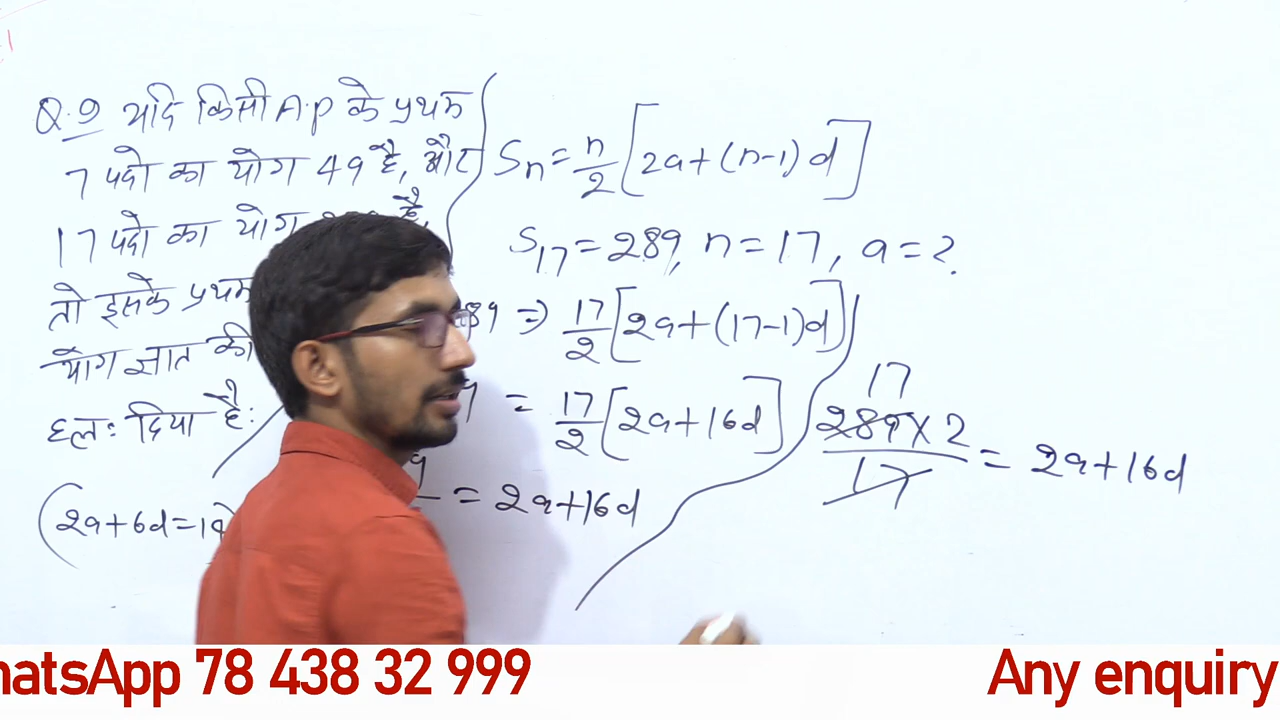 Q.9 यदि किसी A.P के प्रथम
7 पदो का योग 49 है, और
17 पदो का योग है,
तो इसके प्रथम
योग ज्ञात
हल: दिया है:
(2a+6d=14)
Sn = n/2 [2a+(n-1)d]
S17=289, n=17, a=?
89 ⇒ 17/2 [2a+(17-1)d]
= 17/2 [2a+16d]
= 2a+16d
17
289×2/17 = 2a+16d
hatsApp 78 438 32 999
Any enquiry